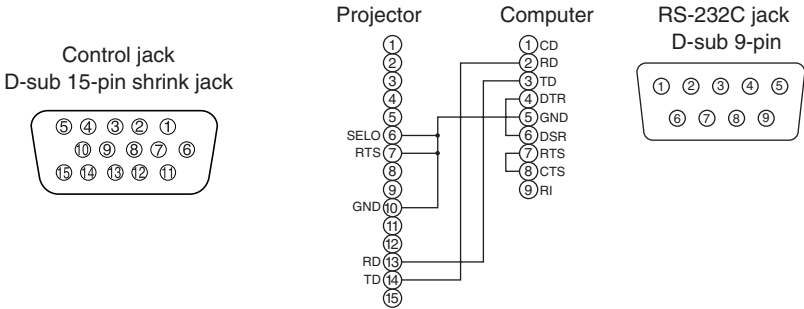 Control jack
D-sub 15-pin shrink jack
5 4 3 2 1
10 9 8 7 6
15 14 13 12 11
Projector
1
2
3
4
5
SELO 6
RTS 7
8
9
GND 10
11
12
RD 13
TD 14
15
Computer
1 CD
2 RD
3 TD
4 DTR
5 GND
6 DSR
7 RTS
8 CTS
9 RI
RS-232C jack
D-sub 9-pin
1 2 3 4 5
6 7 8 9